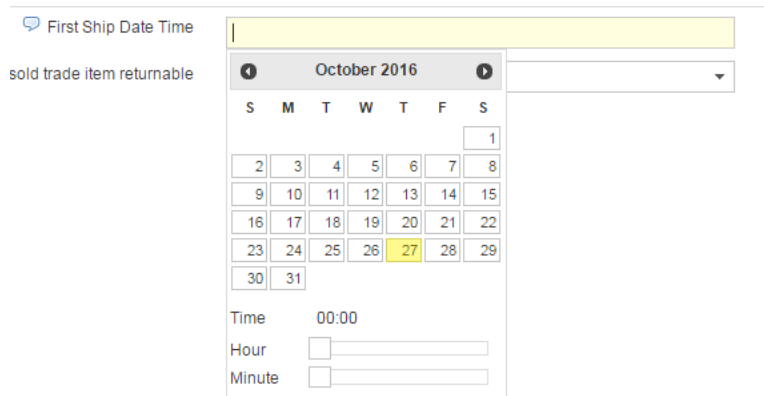 First Ship Date Time
sold trade item returnable
October 2016
S M T W T F S
1
2 3 4 5 6 7 8
9 10 11 12 13 14 15
16 17 18 19 20 21 22
23 24 25 26 27 28 29
30 31
Time 00:00
Hour
Minute